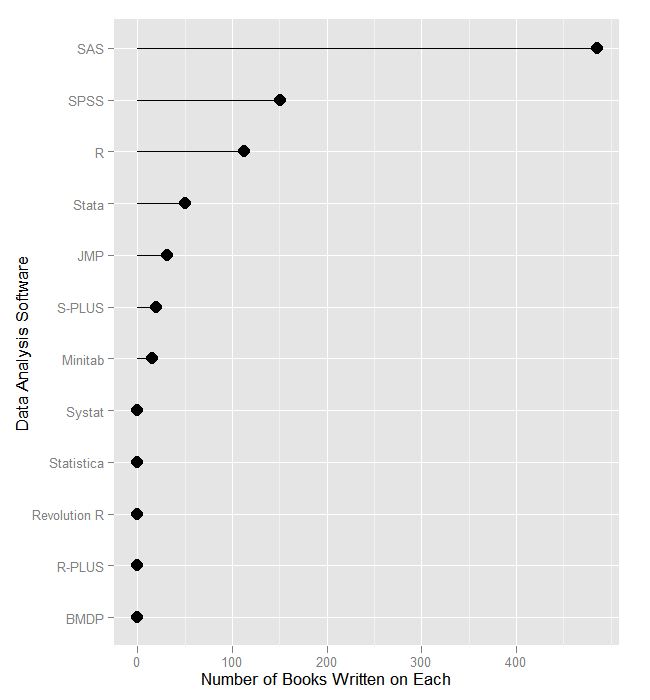 SAS
SPSS
R
Stata
JMP
S-PLUS
Minitab
Systat
Statistica
Revolution R
R-PLUS
BMDP
Data Analysis Software
0 100 200 300 400
Number of Books Written on Each